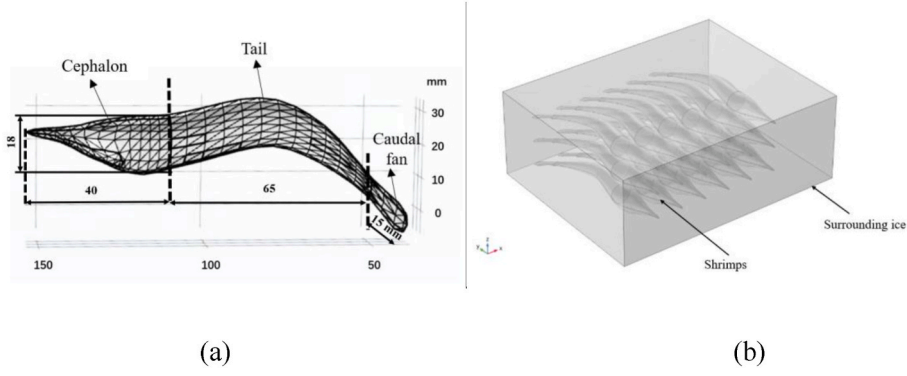 Tail
Cephalon
mm
30
18
20
Caudal
fan
10
40
65
0
15 mm
150
100
50
Surrounding ice
Shrimps
z
y
x
(a)
(b)